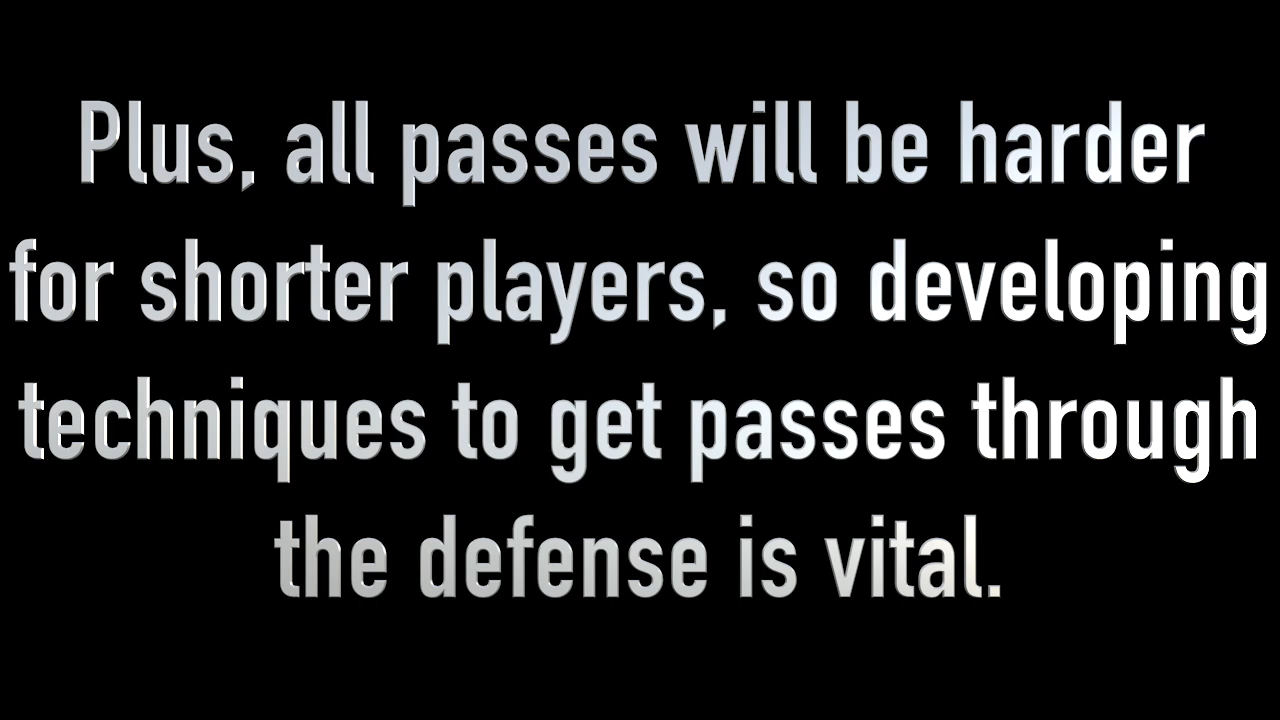 Plus, all passes will be harder
for shorter players, so developing
techniques to get passes through
the defense is vital.